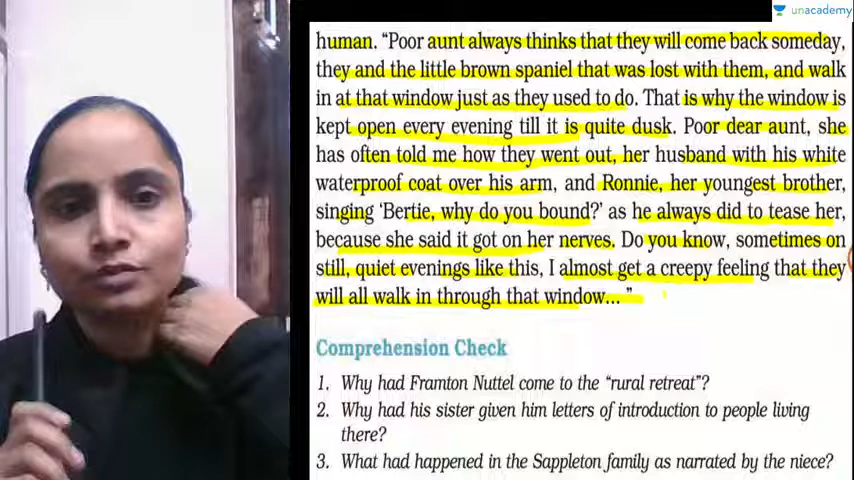 unacademy
human. “Poor aunt always thinks that they will come back someday,
they and the little brown spaniel that was lost with them, and walk
in at that window just as they used to do. That is why the window is
kept open every evening till it is quite dusk. Poor dear aunt, she
has often told me how they went out, her husband with his white
waterproof coat over his arm, and Ronnie, her youngest brother,
singing ‘Bertie, why do you bound?’ as he always did to tease her,
because she said it got on her nerves. Do you know, sometimes on
still, quiet evenings like this, I almost get a creepy feeling that they
will all walk in through that window... ”
Comprehension Check
1. Why had Framton Nuttel come to the “rural retreat”?
2. Why had his sister given him letters of introduction to people living
there?
3. What had happened in the Sappleton family as narrated by the niece?